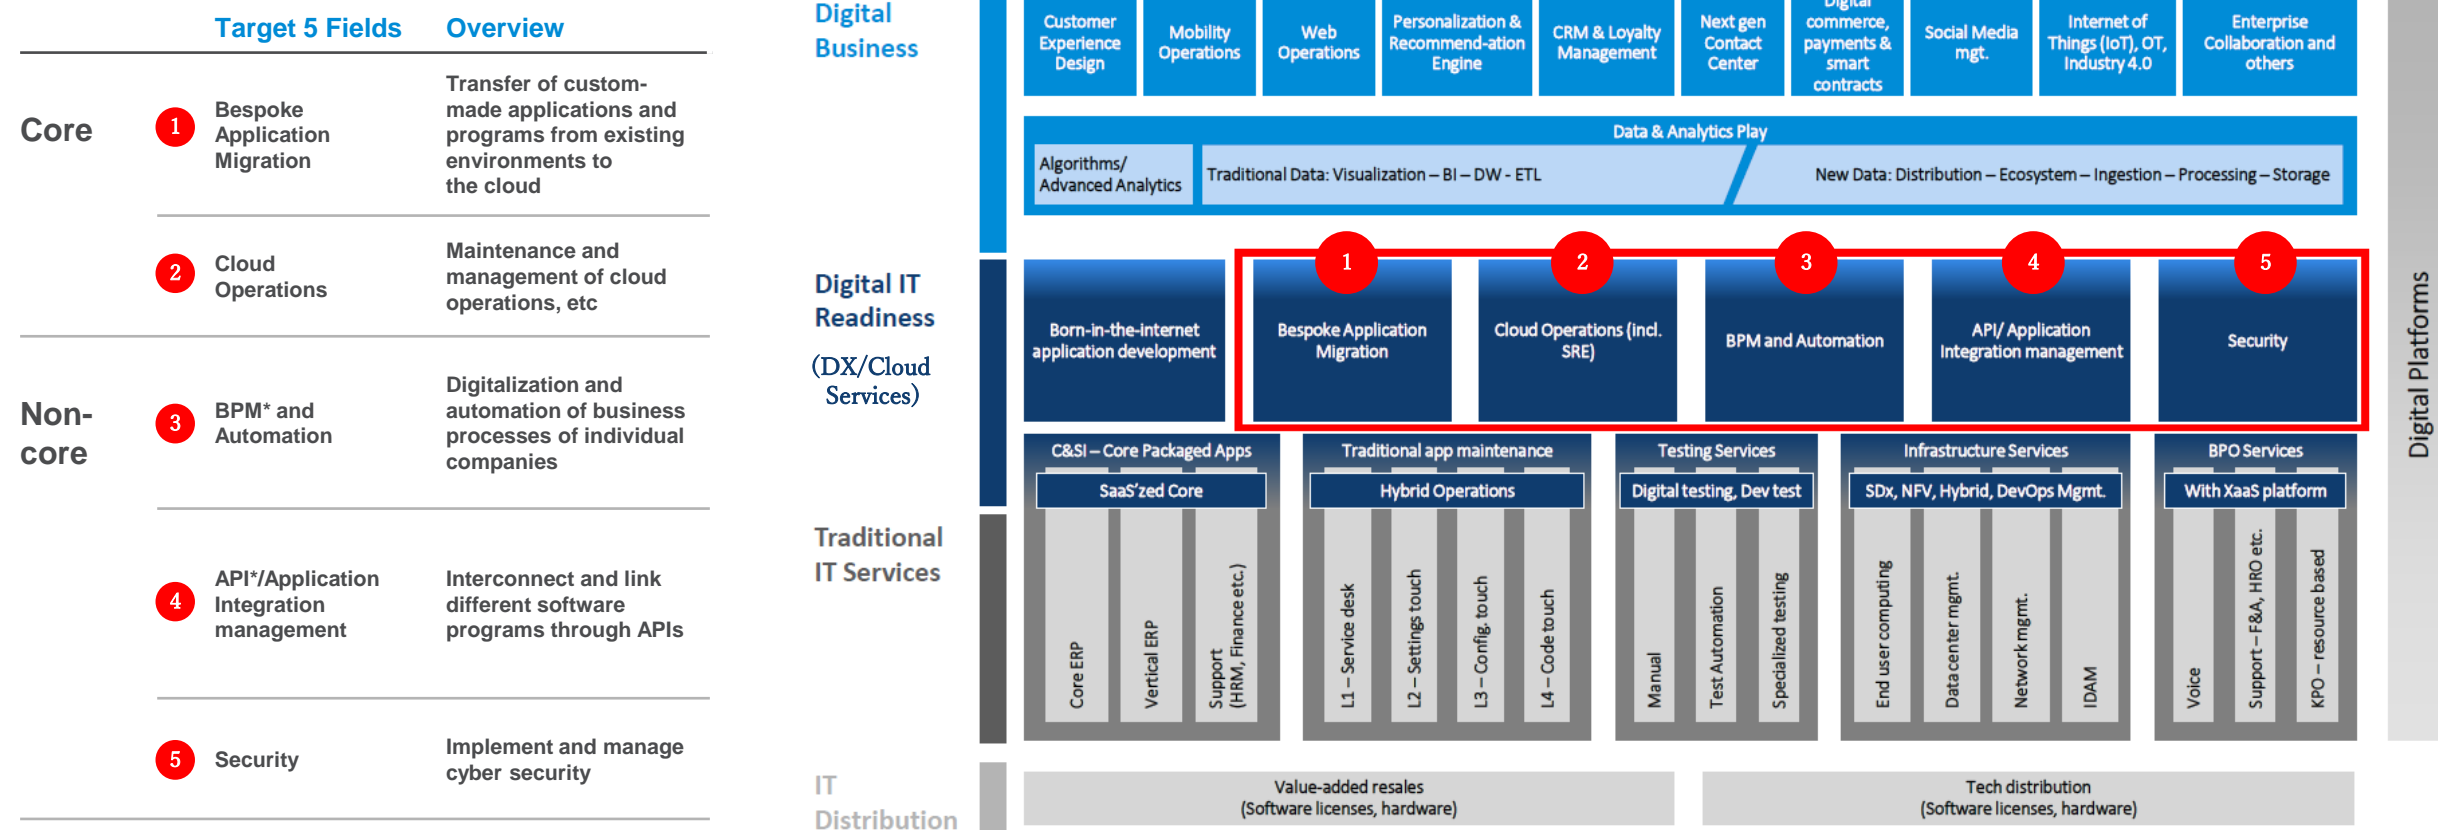 Target 5 Fields
Overview
Core
1
Bespoke
Application
Migration
Transfer of custom-
made applications and
programs from existing
environments to
the cloud
2
Cloud
Operations
Maintenance and
management of cloud
operations, etc
Non-
core
3
BPM* and
Automation
Digitalization and
automation of business
processes of individual
companies
4
API*/Application
Integration
management
Interconnect and link
different software
programs through APIs
5
Security
Implement and manage
cyber security
Digital
Business
Customer
Experience
Design
Mobility
Operations
Web
Operations
Personalization &
Recommend-ation
Engine
CRM & Loyalty
Management
Next gen
Contact
Center
Digital
commerce,
payments &
smart
contracts
Social Media
mgt.
Internet of
Things (IoT), OT,
Industry 4.0
Enterprise
Collaboration and
others
Data & Analytics Play
Algorithms/
Advanced Analytics
Traditional Data: Visualization – BI – DW - ETL
New Data: Distribution – Ecosystem – Ingestion – Processing – Storage
Digital IT
Readiness
(DX/Cloud
Services)
Born-in-the-internet
application development
1
Bespoke Application
Migration
2
Cloud Operations (incl.
SRE)
3
BPM and Automation
4
API/ Application
Integration management
5
Security
C&SI – Core Packaged Apps
SaaS'zed Core
Traditional app maintenance
Hybrid Operations
Testing Services
Digital testing, Dev test
Infrastructure Services
SDx, NFV, Hybrid, DevOps Mgmt.
BPO Services
With XaaS platform
Traditional
IT Services
Core ERP
Vertical ERP
Support
(HRM, Finance etc.)
L1 – Service desk
L2 – Settings touch
L3 – Config. touch
L4 – Code touch
Manual
Test Automation
Specialized testing
End user computing
Datacenter mgmt.
Network mgmt.
IDAM
Voice
Support – F&A, HRO etc.
KPO – resource based
IT
Distribution
Value-added resales
(Software licenses, hardware)
Tech distribution
(Software licenses, hardware)
Digital Platforms